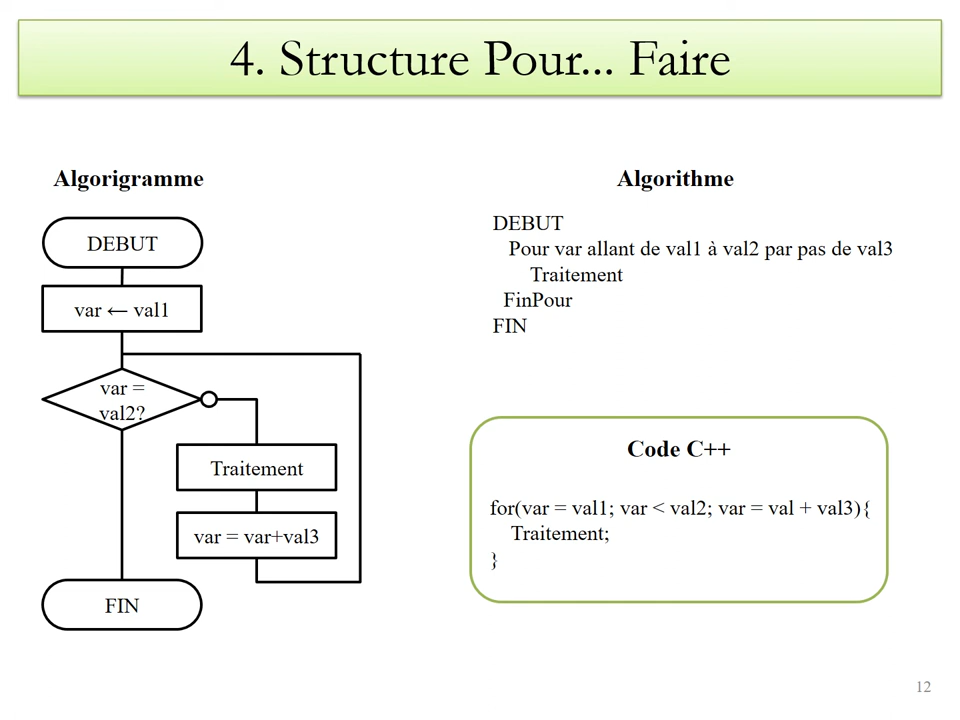 4. Structure Pour... Faire
Algorigramme
DEBUT
var ← val1
var =
val2?
Traitement
var = var+val3
FIN
Algorithme
DEBUT
Pour var allant de val1 à val2 par pas de val3
Traitement
FinPour
FIN
Code C++
for(var = val1; var < val2; var = val + val3){
Traitement;
}
12